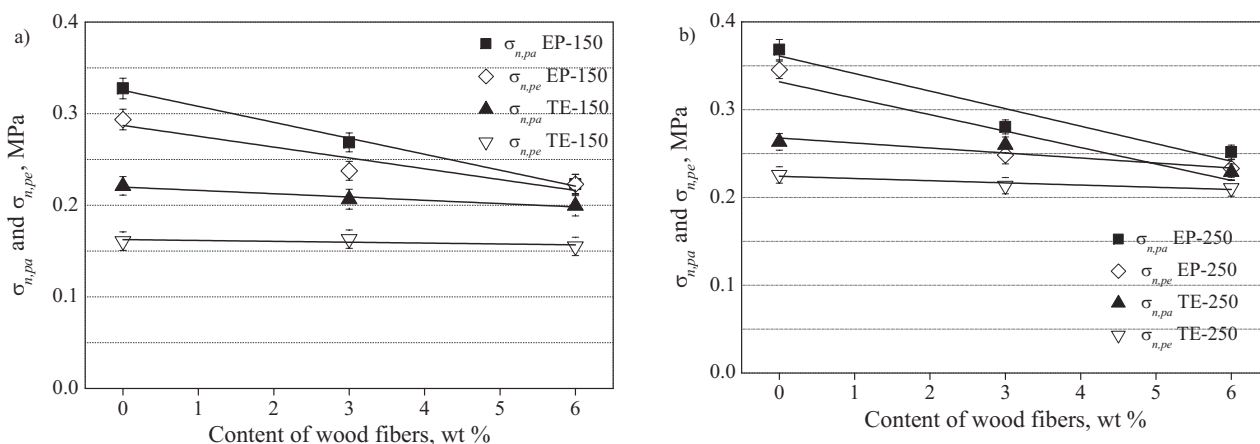 a)
0.4
0.3
0.2
0.1
0.0
σn,pa and σn,pe, MPa
σn,pa EP-150
σn,pe EP-150
σn,pa TE-150
σn,pe TE-150
0 1 2 3 4 5 6
Content of wood fibers, wt %
b)
0.4
0.3
0.2
0.1
0.0
σn,pa and σn,pe, MPa
σn,pa EP-250
σn,pe EP-250
σn,pa TE-250
σn,pe TE-250
0 1 2 3 4 5 6
Content of wood fibers, wt %